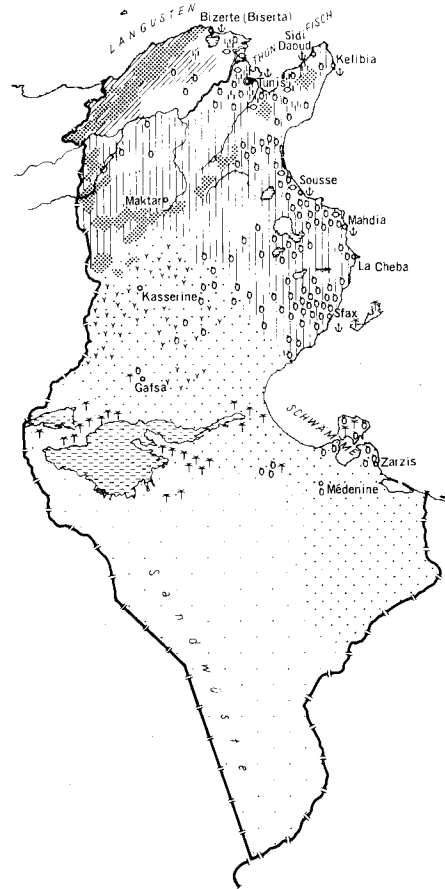 LANGUSTEN
Bizerte (Biserta)
THUNFISCH
Sidi
Daoud
Kelibia
Tunis
Sousse
Maktar
Mahdia
La Cheba
Kasserine
Sfax
Gafsa
SCHWÄMME
Zarzis
Médenine
Sandwüste